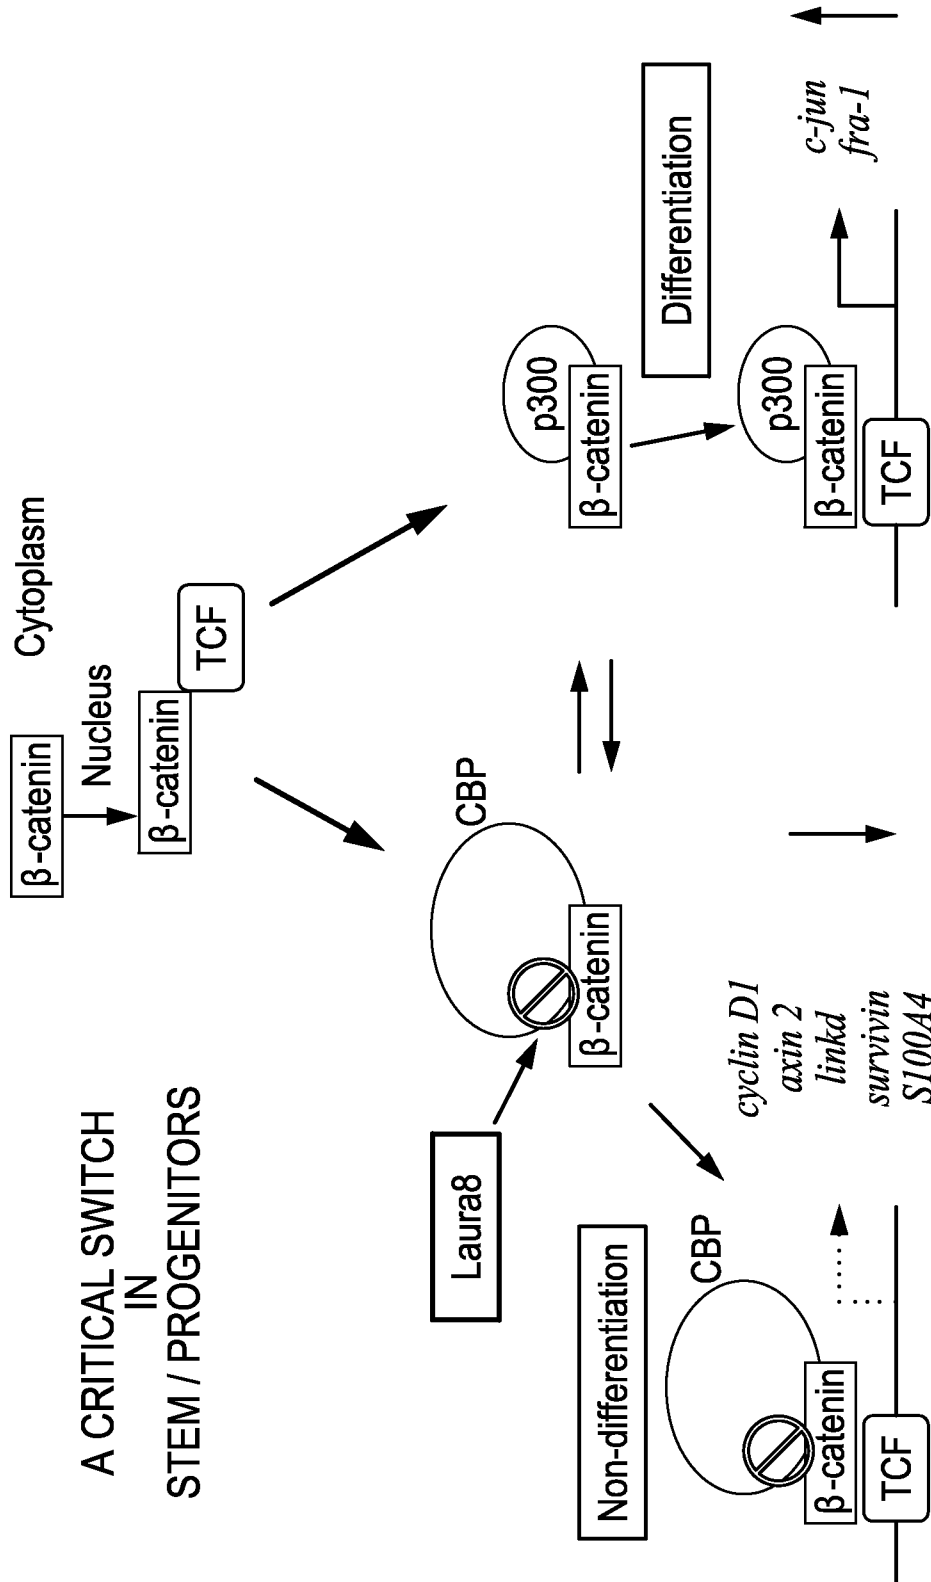 A CRITICAL SWITCH
IN
STEM / PROGENITORS
β-catenin
Cytoplasm
Nucleus
β-catenin
TCF
Laura8
CBP
β-catenin
p300
β-catenin
Non-differentiation
Differentiation
CBP
β-catenin
TCF
cyclin D1
axin 2
linkd
survivin
S100A4
p300
β-catenin
TCF
c-jun
fra-1